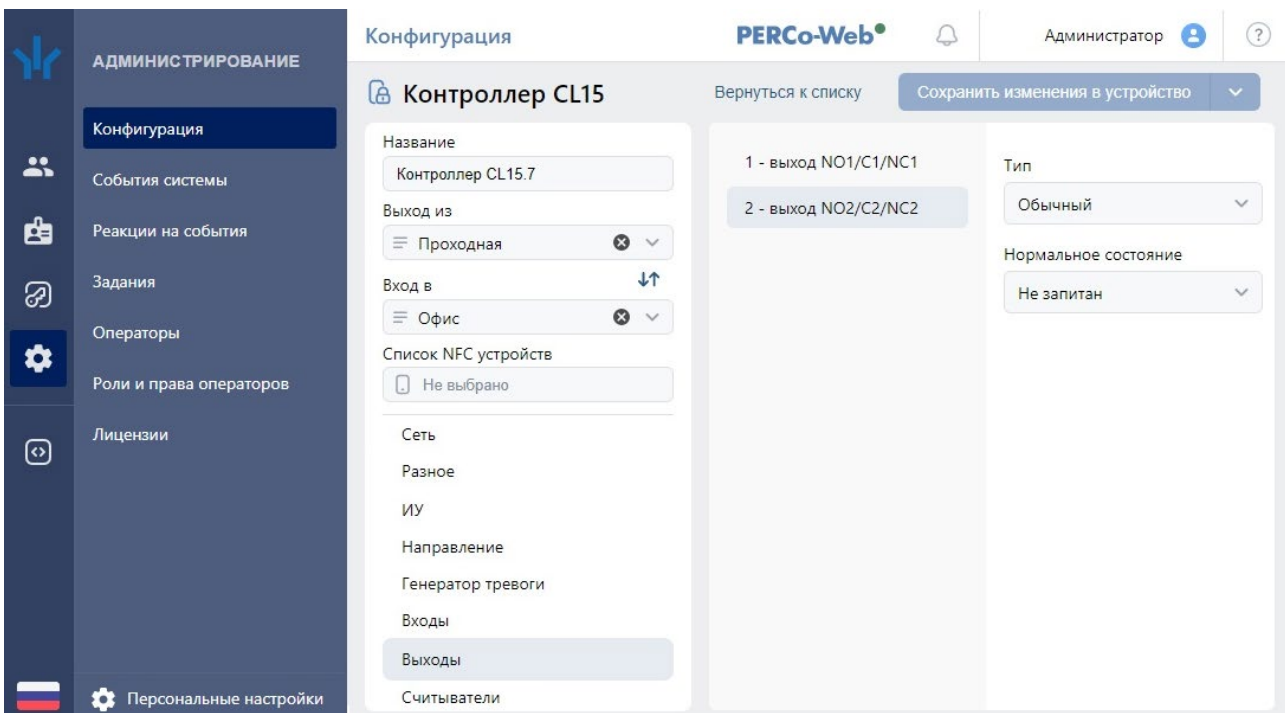 АДМИНИСТРИРОВАНИЕ
Конфигурация
События системы
Реакции на события
Задания
Операторы
Роли и права операторов
Лицензии
Персональные настройки
Конфигурация
PERCo-Web
Администратор
?
Контроллер CL15
Вернуться к списку
Сохранить изменения в устройство
Название
Контроллер CL15.7
Выход из
Проходная
Вход в
Офис
Список NFC устройств
Не выбрано
Сеть
Разное
ИУ
Направление
Генератор тревоги
Входы
Выходы
Считыватели
1 - выход NO1/C1/NC1
2 - выход NO2/C2/NC2
Тип
Обычный
Нормальное состояние
Не запитан